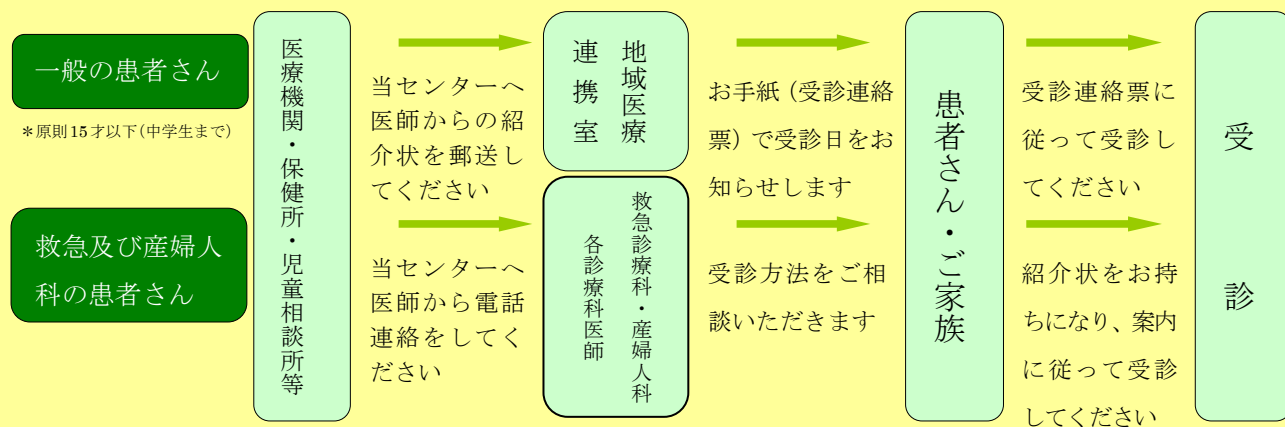 一般の患者さん
＊原則15才以下(中学生まで)
救急及び産婦人
科の患者さん
医療機関・保健所・児童相談所等
当センターへ
医師からの紹
介状を郵送し
てください
当センターへ
医師から電話
連絡をしてく
ださい
地域医療
連携室
救急診療科・産婦人科
各診療科医師
お手紙（受診連絡
票）で受診日をお
知らせします
受診方法をご相
談いただきます
患者さん・ご家族
受診連絡票に
従って受診し
てください
紹介状をお持
ちになり、案内
に従って受診
してください
受診